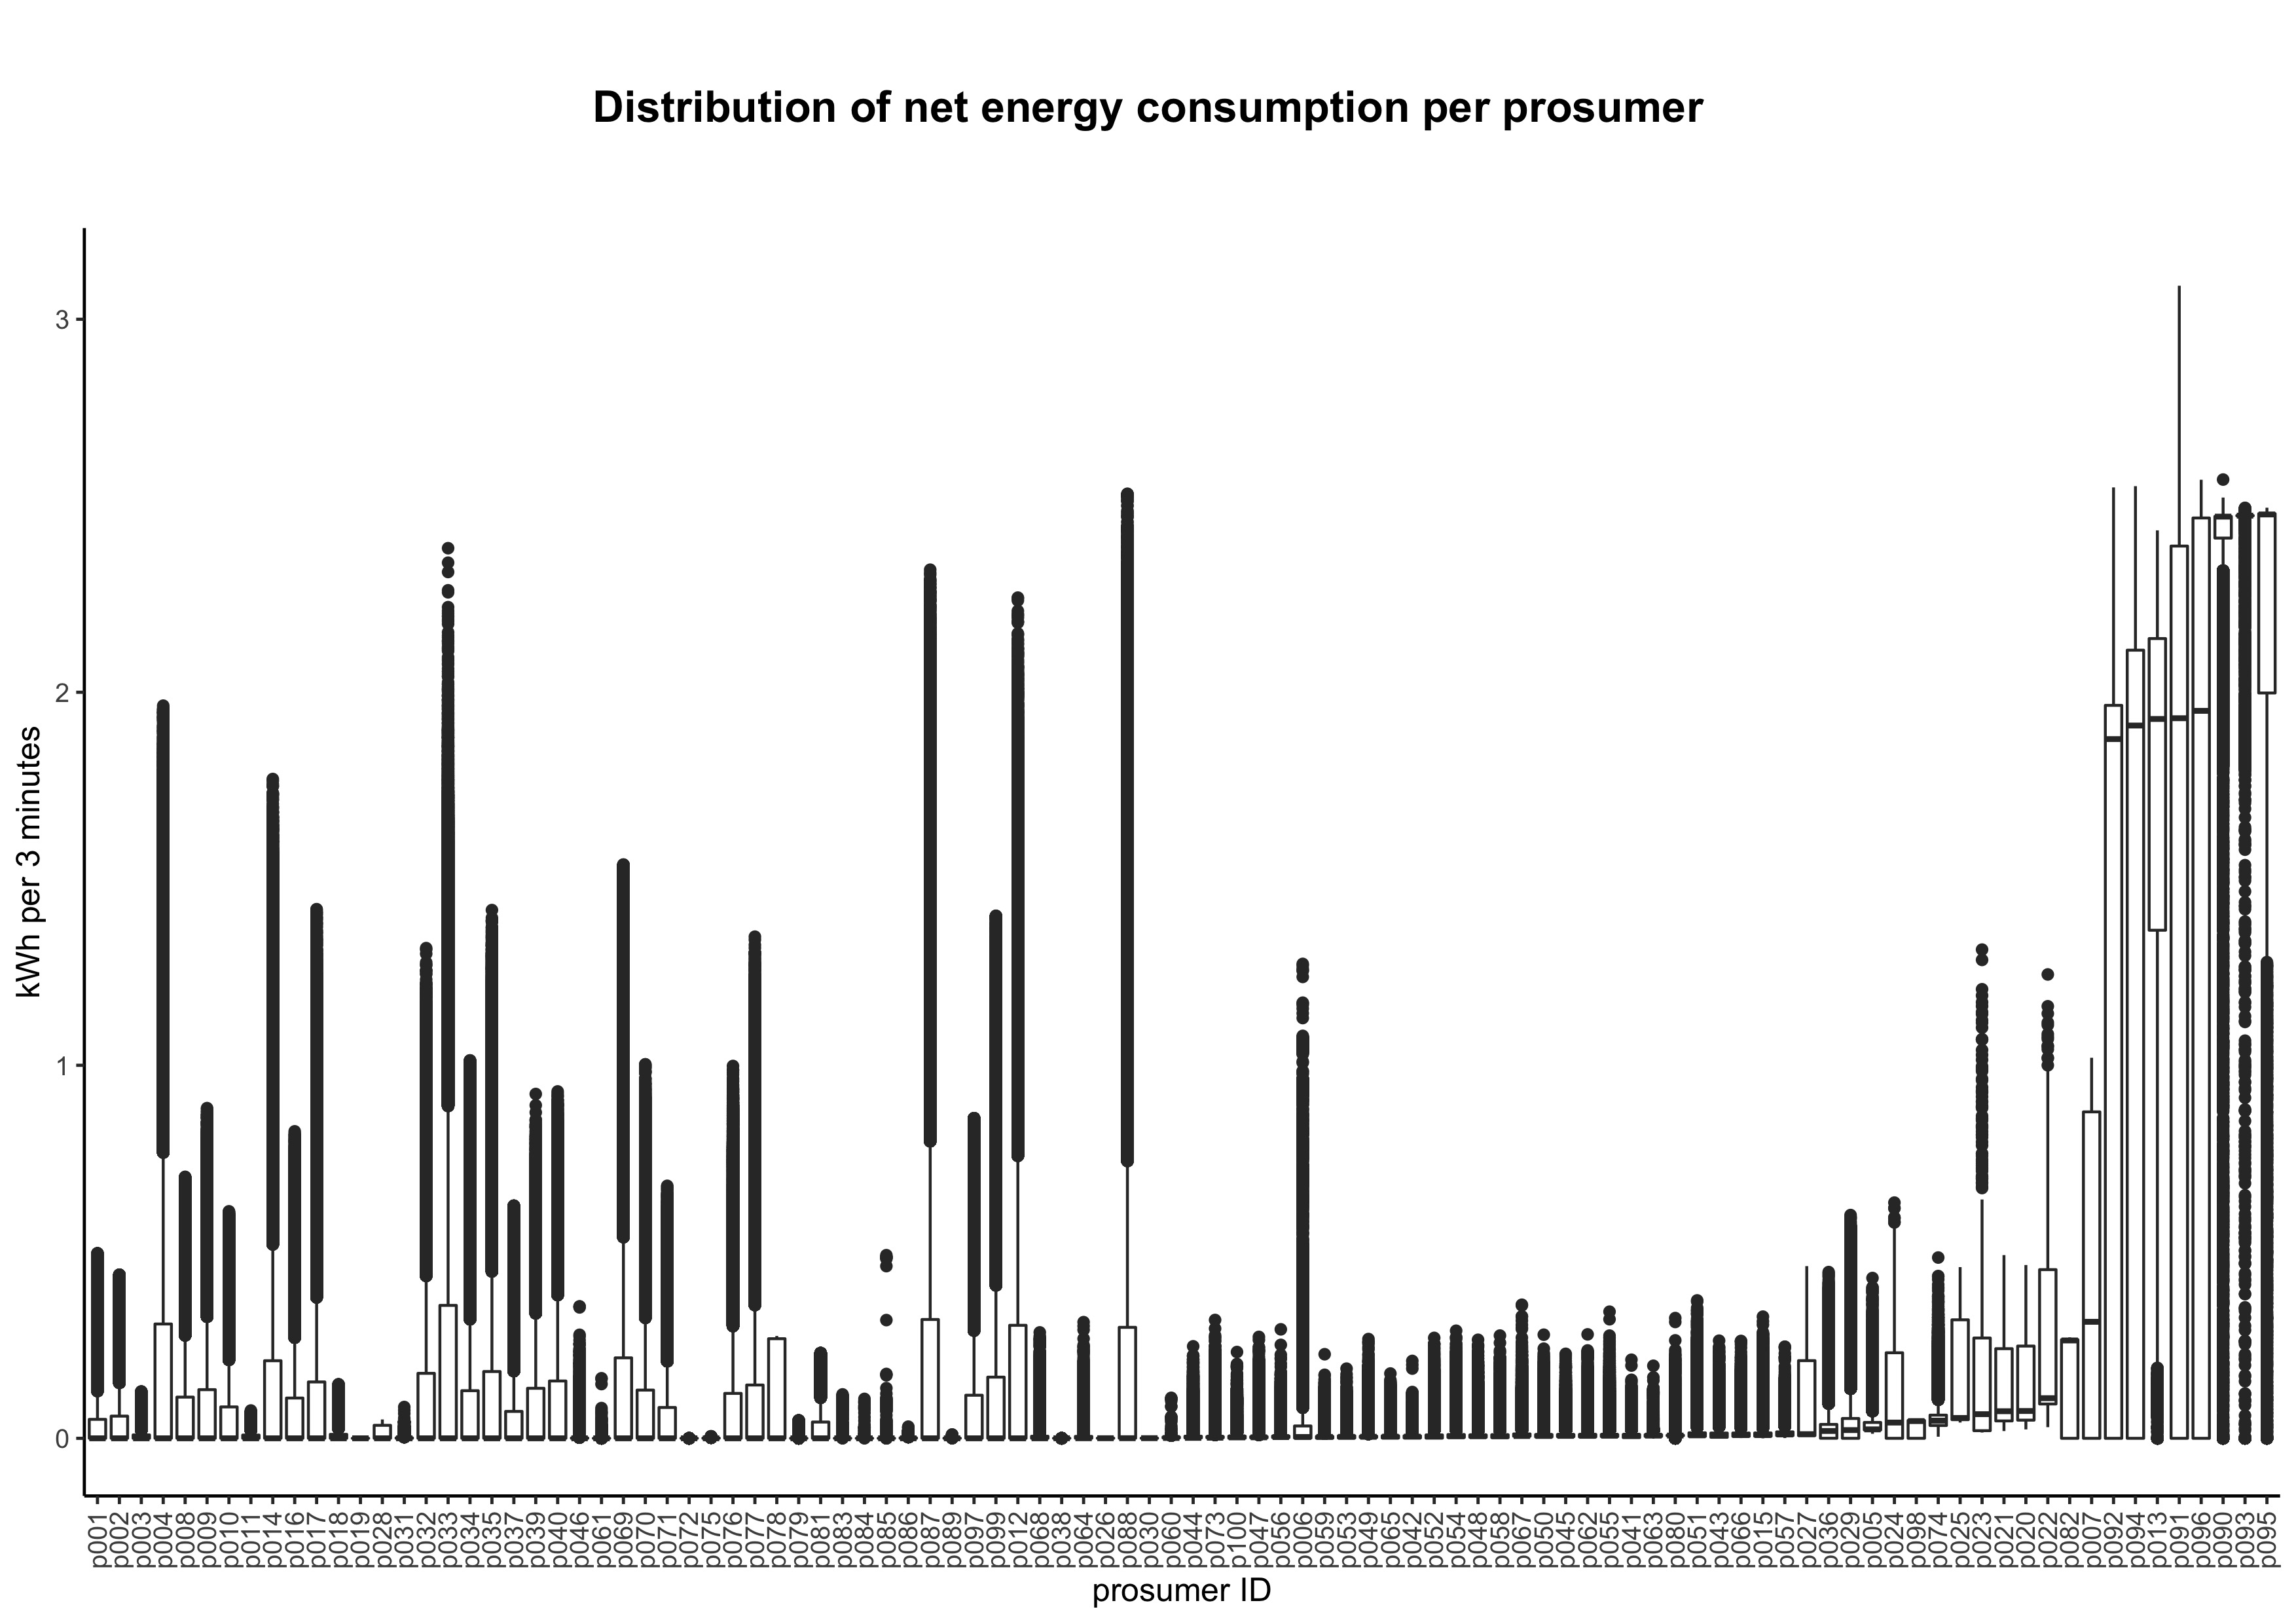 Distribution of net energy consumption per prosumer
kWh per 3 minutes
3
2
1
0
p001 p002 p003 p004 p008 p009 p010 p011 p014 p016 p017 p018 p019 p028 p031 p032 p033 p034 p035 p037 p039 p040 p046 p061 p069 p070 p071 p072 p075 p076 p077 p078 p079 p081 p083 p084 p085 p086 p087 p089 p097 p099 p012 p068 p038 p064 p026 p088 p030 p060 p044 p073 p100 p047 p056 p006 p059 p053 p049 p065 p042 p052 p054 p048 p058 p067 p050 p045 p062 p055 p041 p063 p080 p051 p043 p066 p015 p057 p027 p036 p029 p005 p024 p098 p074 p025 p023 p021 p020 p022 p082 p007 p092 p094 p013 p091 p096 p090 p093 p095
prosumer ID